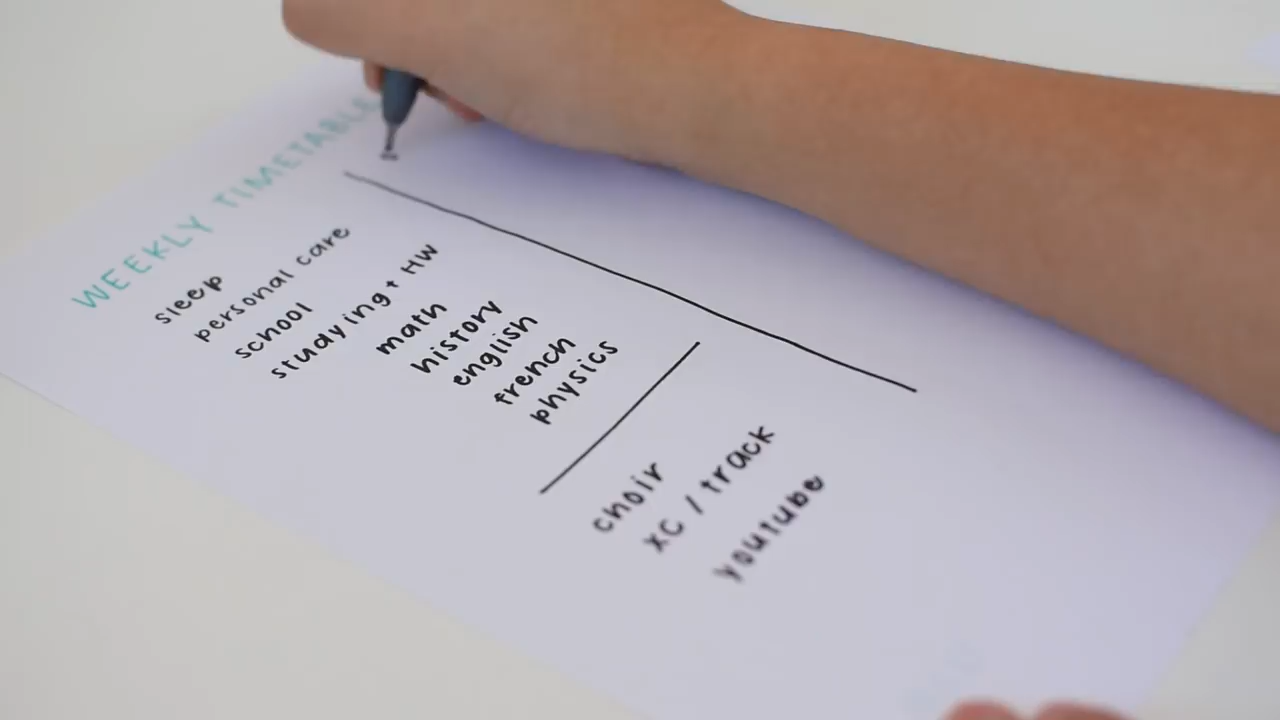 WEEKLY TIMETABLE
sleep
personal care
school
studying + HW
math
history
english
french
physics
choir
xc / track
youtube